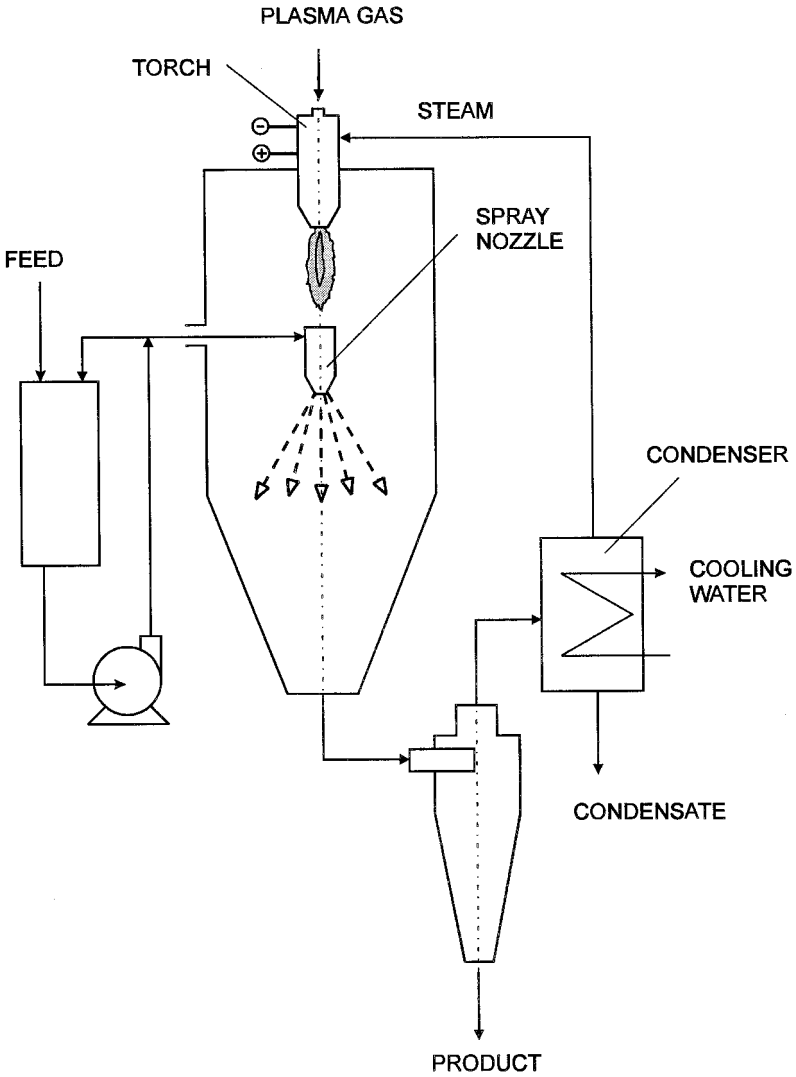 PLASMA GAS
TORCH
STEAM
SPRAY
NOZZLE
FEED
CONDENSER
COOLING
WATER
CONDENSATE
PRODUCT